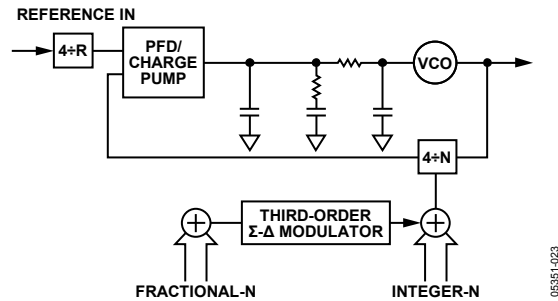 REFERENCE IN
4÷R
PFD/
CHARGE
PUMP
VCO
4÷N
THIRD-ORDER
Σ-Δ MODULATOR
FRACTIONAL-N
INTEGER-N
05351-023